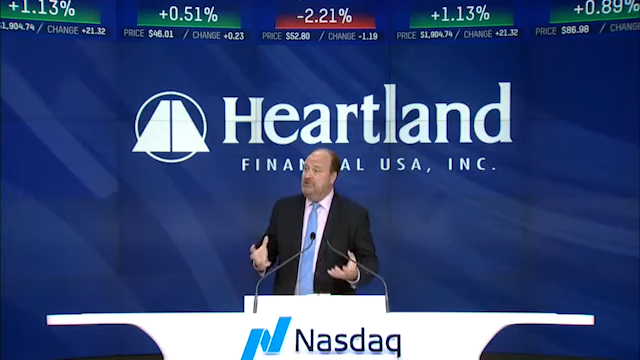 +1.13% +0.51% -2.21% +1.13% +0.89%
$1,904.74 / CHANGE +21.32 PRICE $46.01 / CHANGE +0.23 PRICE $52.80 / CHANGE -1.19 PRICE $1,904.74 / CHANGE +21.32 PRICE $86.98 / CHANGE
Heartland
FINANCIAL USA, INC.
Nasdaq